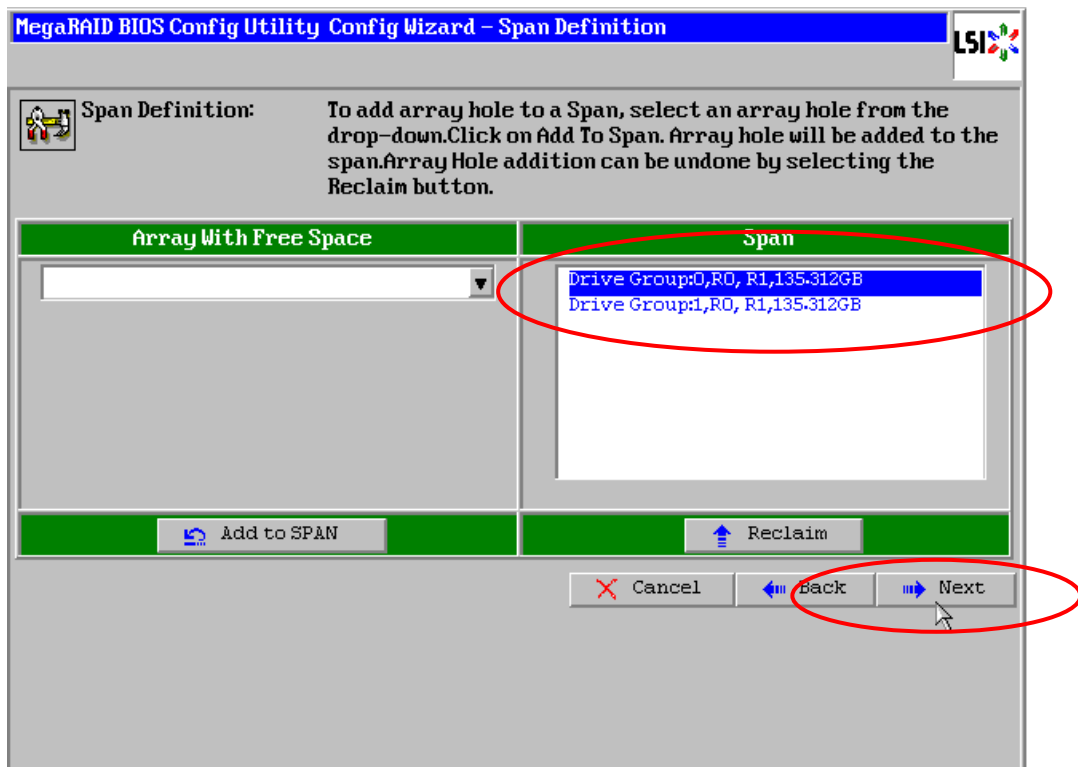 MegaRAID BIOS Config Utility Config Wizard – Span Definition
LSI
Span Definition:
To add array hole to a Span, select an array hole from the
drop-down.Click on Add To Span. Array hole will be added to the
span.Array Hole addition can be undone by selecting the
Reclaim button.
Array With Free Space
Span
Drive Group:0,R0, R1,135.312GB
Drive Group:1,R0, R1,135.312GB
Add to SPAN
Reclaim
Cancel
Back
Next